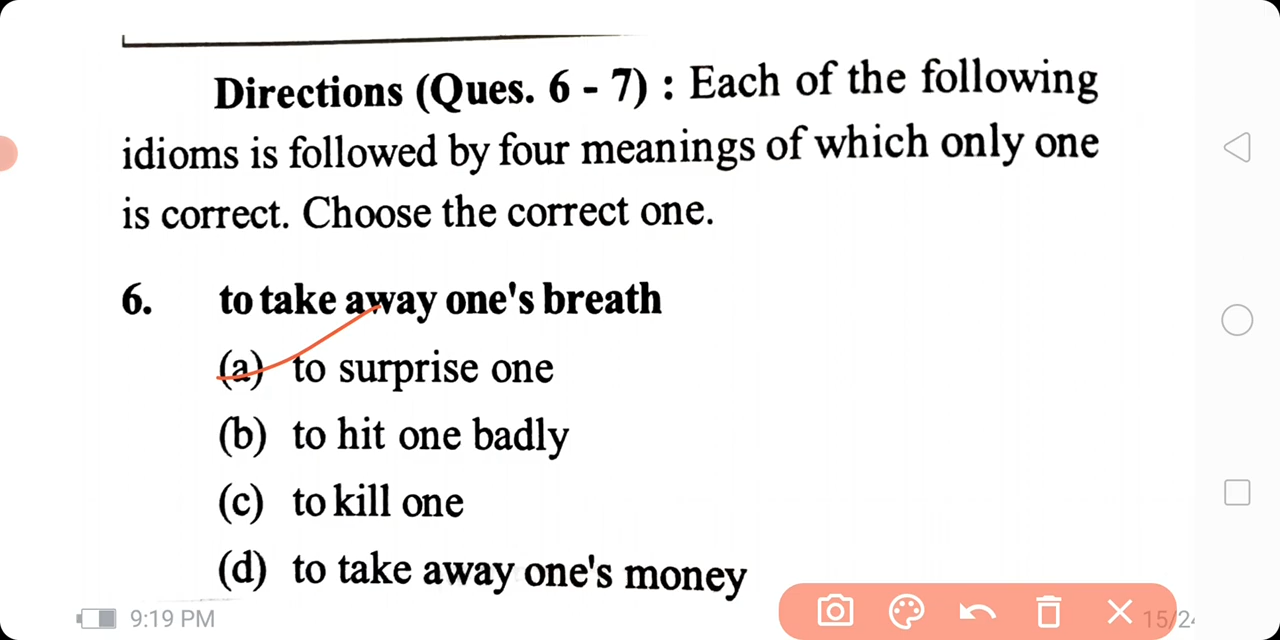 Directions (Ques. 6 - 7) : Each of the following
idioms is followed by four meanings of which only one
is correct. Choose the correct one.
6. to take away one's breath
(a) to surprise one
(b) to hit one badly
(c) to kill one
(d) to take away one's money
9:19 PM
15/24